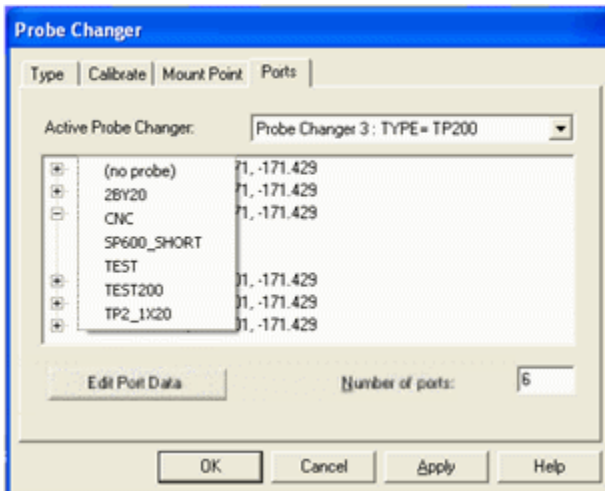 Probe Changer
Type Calibrate Mount Point Ports
Active Probe Changer: Probe Changer 3 : TYPE= TP200
(no probe) 71, -171.429
2BY20 71, -171.429
CNC 71, -171.429
SP600_SHORT
TEST
TEST200 01, -171.429
TP2_1X20 01, -171.429
01, -171.429
Edit Port Data Number of ports: 6
OK Cancel Apply Help